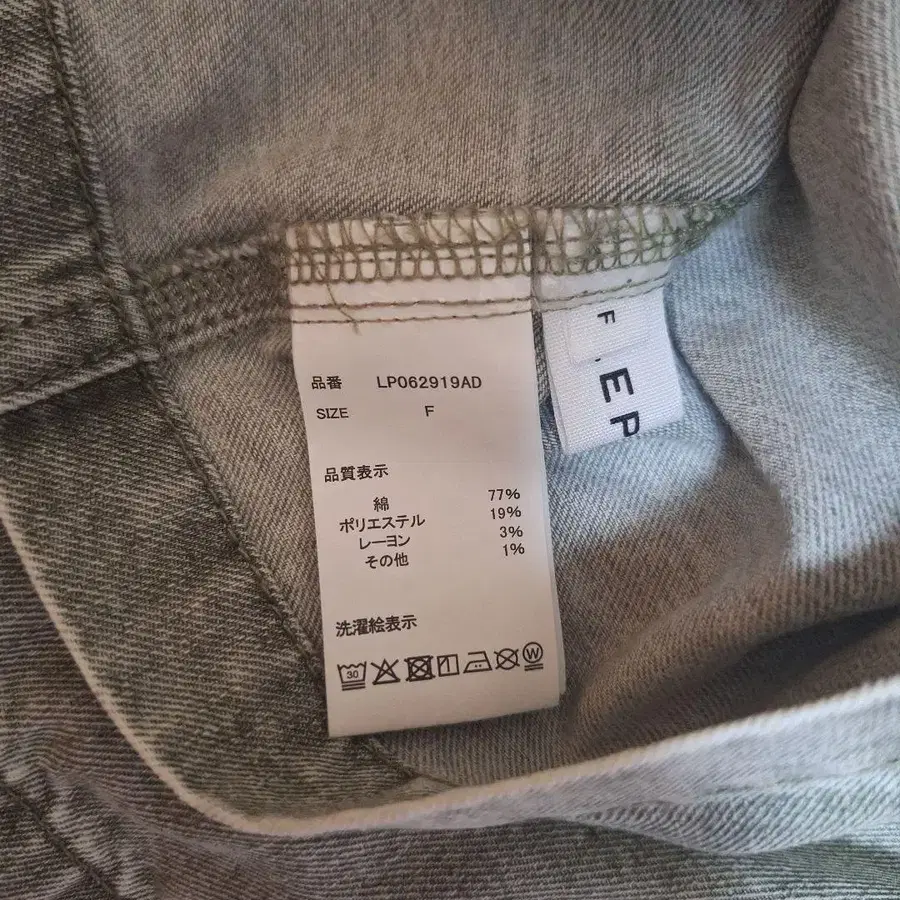 品番 LP062919AD
SIZE F
品質表示
綿 77%
ポリエステル 19%
レーヨン 3%
その他 1%
洗濯絵表示
30 W
F
EP